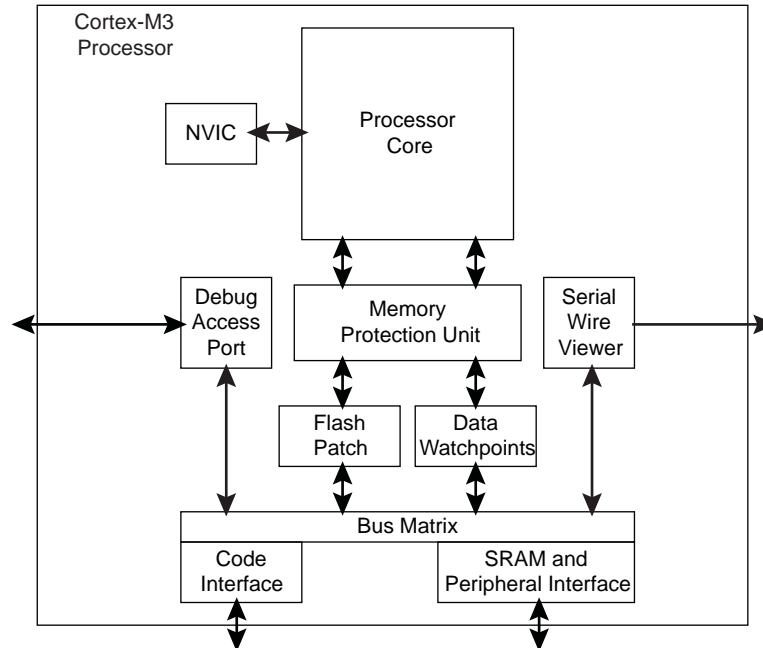 Cortex-M3
Processor
Processor
Core
NVIC
Debug
Access
Port
Memory
Protection Unit
Serial
Wire
Viewer
Flash
Patch
Data
Watchpoints
Bus Matrix
Code
Interface
SRAM and
Peripheral Interface